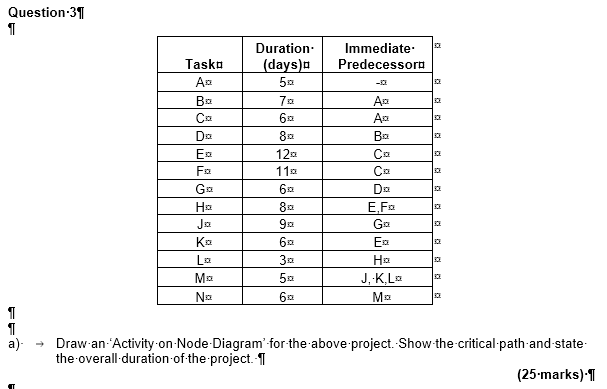 Question 3¶
¶
Task¤ Duration (days)¤ Immediate Predecessor¤ ¤
A¤ 5¤ -¤ ¤
B¤ 7¤ A¤ ¤
C¤ 6¤ A¤ ¤
D¤ 8¤ B¤ ¤
E¤ 12¤ C¤ ¤
F¤ 11¤ C¤ ¤
G¤ 6¤ D¤ ¤
H¤ 8¤ E,F¤ ¤
J¤ 9¤ G¤ ¤
K¤ 6¤ E¤ ¤
L¤ 3¤ H¤ ¤
M¤ 5¤ J, K,L¤ ¤
N¤ 6¤ M¤ ¤
¶
¶
a) → Draw an 'Activity on Node Diagram' for the above project. Show the critical path and state
the overall duration of the project. ¶
(25 marks) ¶
¶